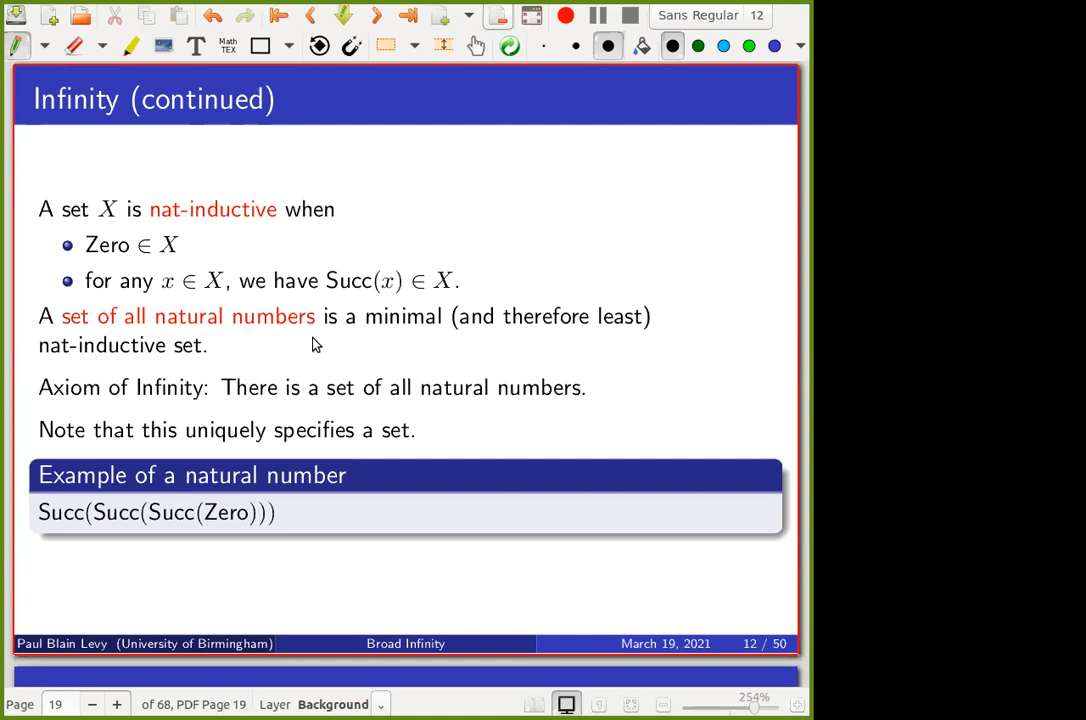 Sans Regular 12
Math
TEX
Infinity (continued)
A set X is nat-inductive when
Zero ∈ X
for any x ∈ X, we have Succ(x) ∈ X.
A set of all natural numbers is a minimal (and therefore least)
nat-inductive set.
Axiom of Infinity: There is a set of all natural numbers.
Note that this uniquely specifies a set.
Example of a natural number
Succ(Succ(Succ(Zero)))
Paul Blain Levy (University of Birmingham) Broad Infinity March 19, 2021 12 / 50
Page 19 of 68, PDF Page 19 Layer Background 254%